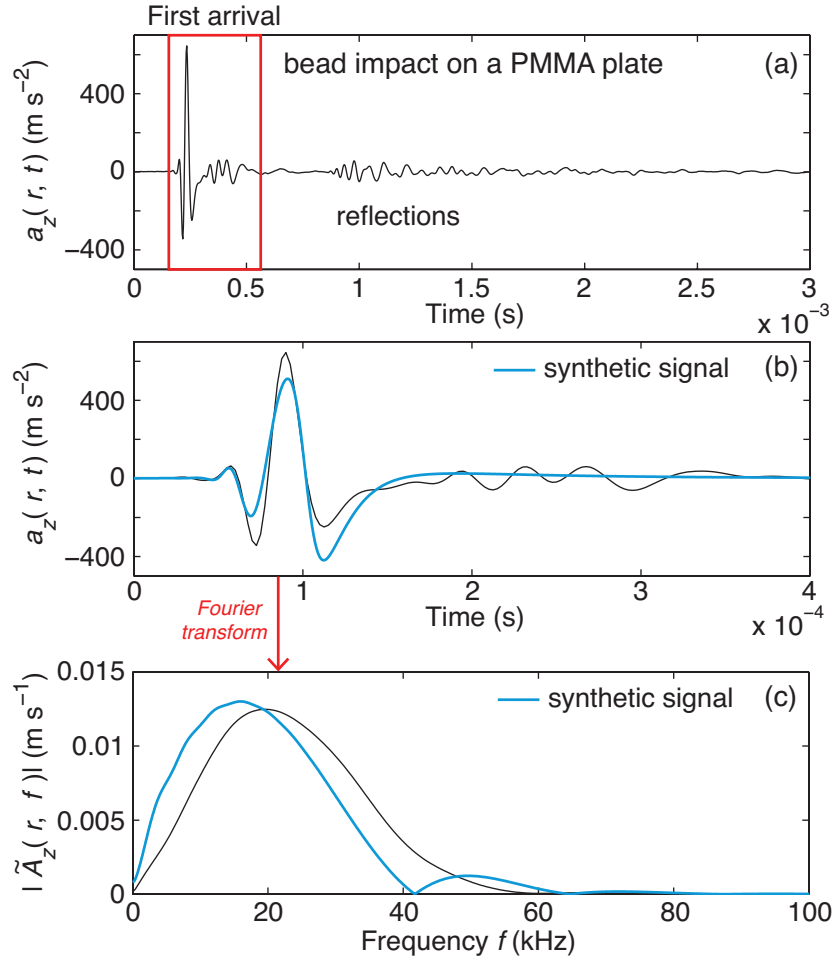 First arrival
bead impact on a PMMA plate
(a)
400
0
−400
a_z( r, t) (m s⁻²)
reflections
0 0.5 1 1.5 2 2.5 3
Time (s)
x 10⁻³
synthetic signal
(b)
400
0
−400
a_z( r, t) (m s⁻²)
0 1 2 3 4
Time (s)
x 10⁻⁴
Fourier
transform
synthetic signal
(c)
0.015
0.01
0.005
0
| Ã_z( r, f )| (m s⁻¹)
0 20 40 60 80 100
Frequency f (kHz)